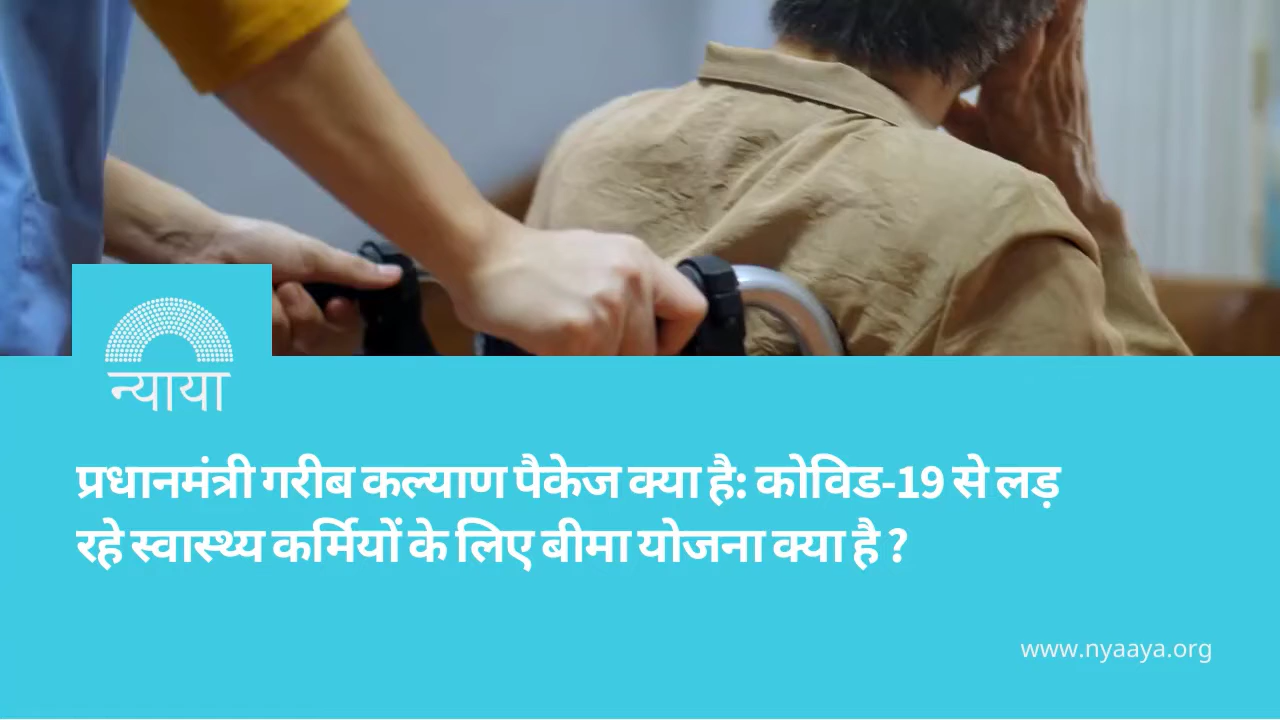 न्याया
प्रधानमंत्री गरीब कल्याण पैकेज क्या है: कोविड-19 से लड़
रहे स्वास्थ्य कर्मियों के लिए बीमा योजना क्या है ?
www.nyaaya.org